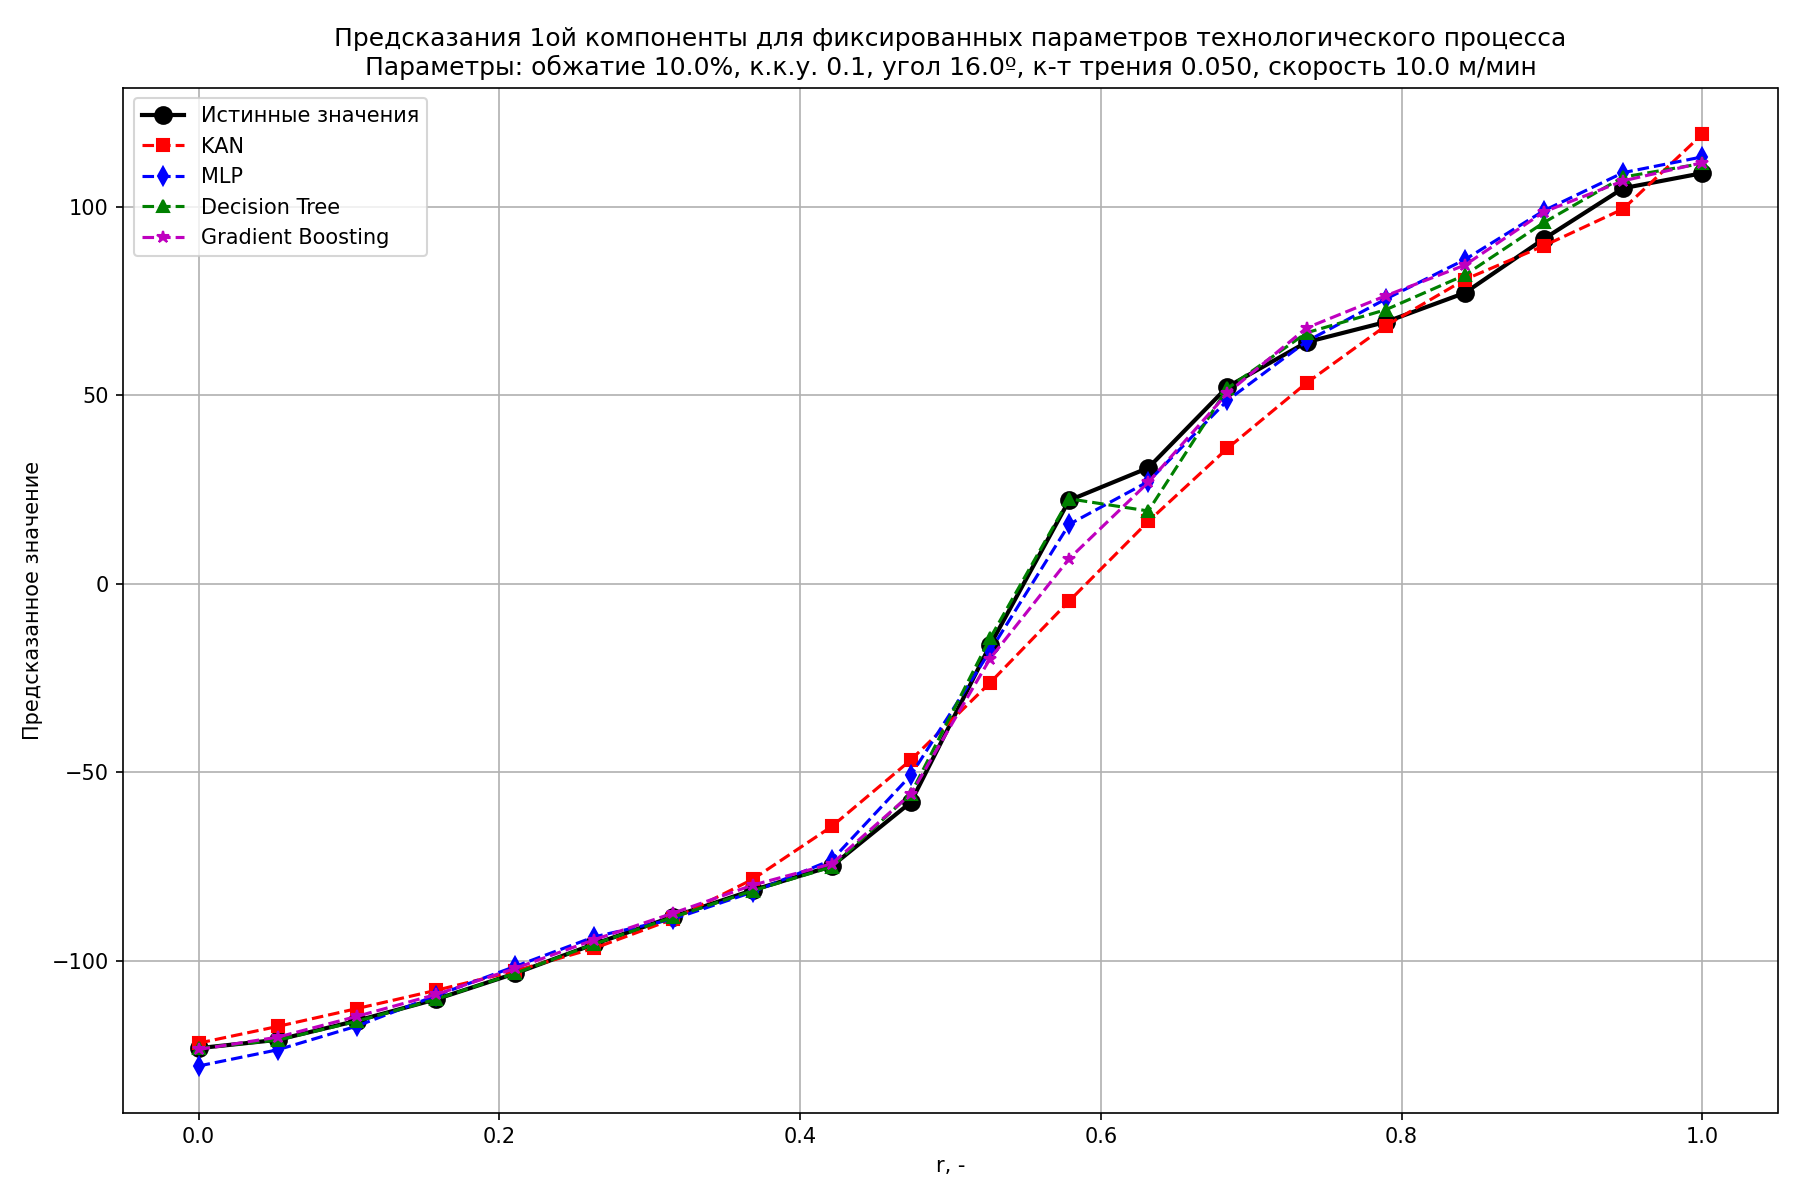 Предсказания 1ой компоненты для фиксированных параметров технологического процесса
Параметры: обжатие 10.0%, к.к.у. 0.1, угол 16.0º, к-т трения 0.050, скорость 10.0 м/мин
Истинные значения
KAN
MLP
Decision Tree
Gradient Boosting
Предсказанное значение
100
50
0
−50
−100
0.0 0.2 0.4 0.6 0.8 1.0
r, -